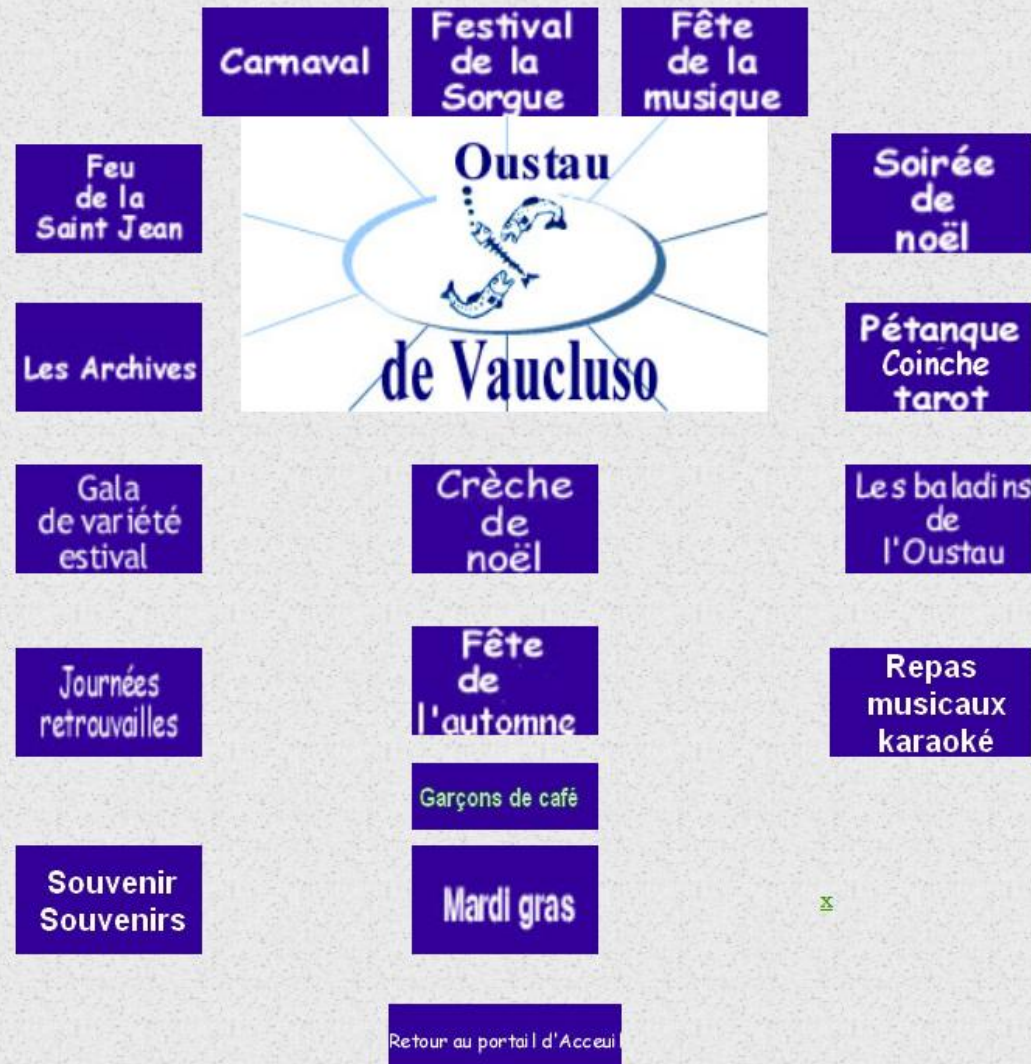 Carnaval
Festival
de la
Sorgue
Fête
de la
musique
Feu
de la
Saint Jean
Oustau
de Vaucluso
Soirée
de
noël
Les Archives
Pétanque
Coinche
tarot
Gala
de variété
estival
Crèche
de
noël
Les baladins
de
l'Oustau
Journées
retrouvailles
Fête
de
l'automne
Repas
musicaux
karaoké
Garçons de café
Souvenir
Souvenirs
Mardi gras
x
Retour au portail d'Acceuil